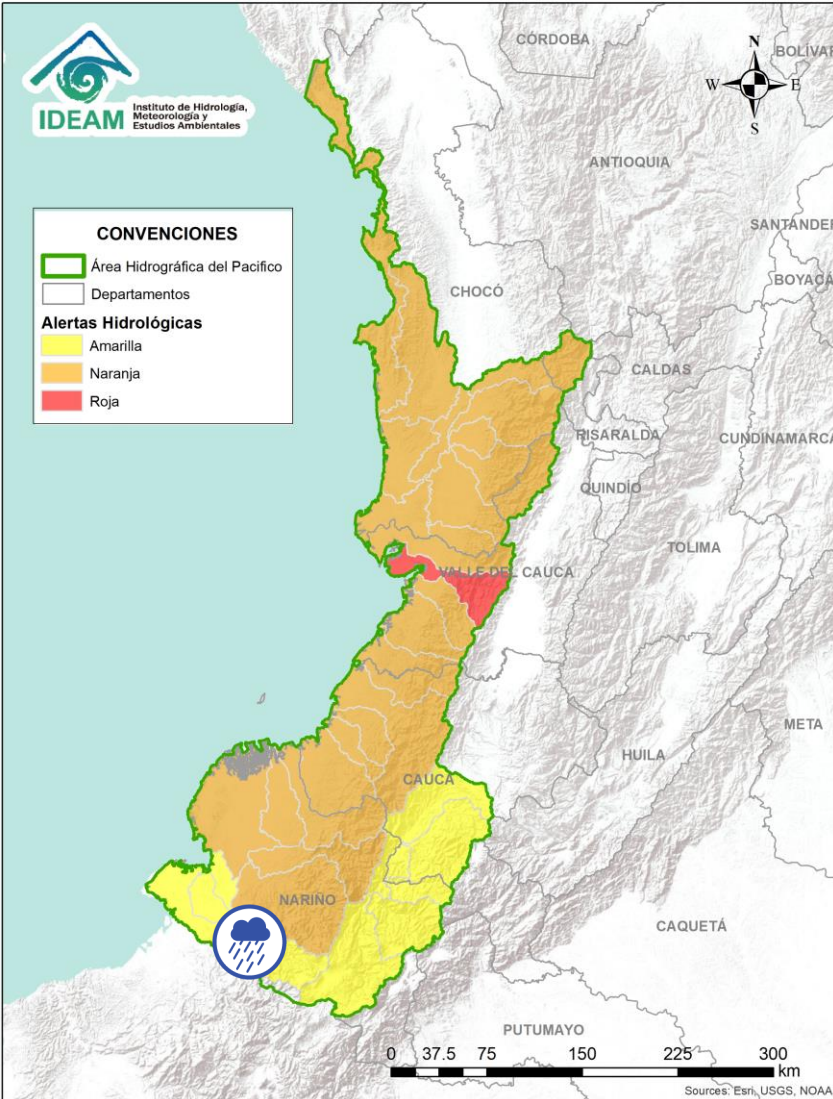 IDEAM
Instituto de Hidrología,
Meteorología y
Estudios Ambientales
N
W
E
S
CÓRDOBA
BOLÍVAR
ANTIOQUIA
SANTANDER
BOYACÁ
CHOCÓ
CALDAS
RISARALDA
CUNDINAMARCA
QUINDÍO
TOLIMA
VALLE DEL CAUCA
META
HUILA
CAUCA
NARIÑO
CAQUETÁ
PUTUMAYO
CONVENCIONES
Área Hidrográfica del Pacifico
Departamentos
Alertas Hidrológicas
Amarilla
Naranja
Roja
0 37.5 75 150 225 300
km
Sources: Esri, USGS, NOAA